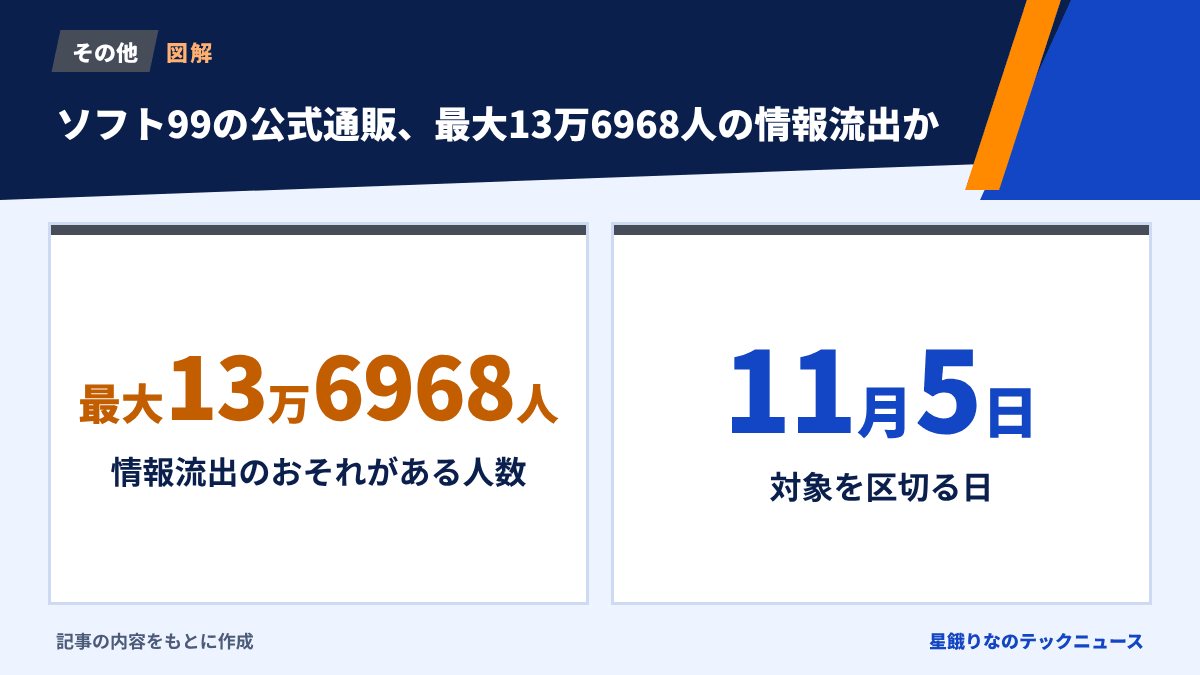 その他 図解
ソフト99の公式通販、最大13万6968人の情報流出か
最大13万6968人
情報流出のおそれがある人数
11月5日
対象を区切る日
記事の内容をもとに作成
星餓りなのテックニュース